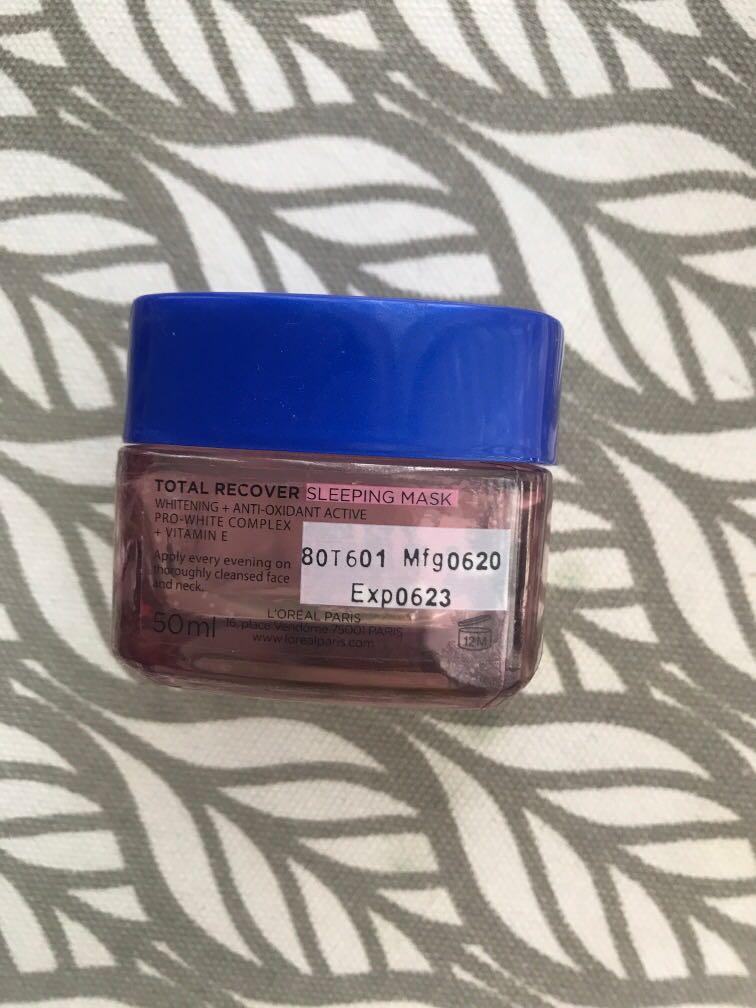 TOTAL RECOVER SLEEPING MASK
WHITENING + ANTI-OXIDANT ACTIVE
PRO-WHITE COMPLEX
+ VITAMIN E
Apply every evening on
thoroughly cleansed face
and neck.
80T601 Mfg0620
Exp0623
50ml
L'ORÉAL PARIS
16, place Vendôme 75001 PARIS
www.lorealparis.com
12M